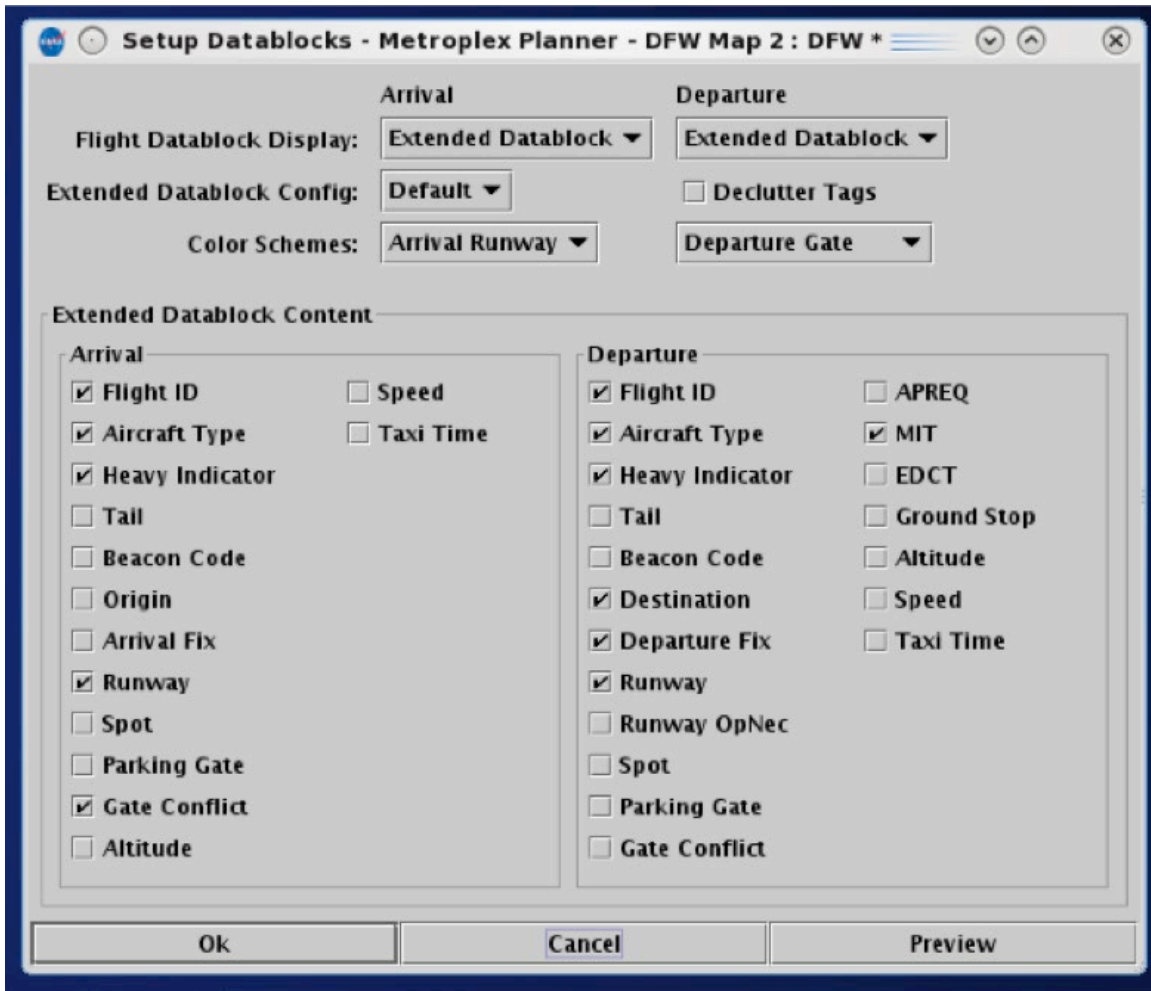 Setup Datablocks - Metroplex Planner - DFW Map 2 : DFW *
Arrival Departure
Flight Datablock Display: Extended Datablock Extended Datablock
Extended Datablock Config: Default Declutter Tags
Color Schemes: Arrival Runway Departure Gate
Extended Datablock Content
Arrival
Flight ID Speed
Aircraft Type Taxi Time
Heavy Indicator
Tail
Beacon Code
Origin
Arrival Fix
Runway
Spot
Parking Gate
Gate Conflict
Altitude
Departure
Flight ID APREQ
Aircraft Type MIT
Heavy Indicator EDCT
Tail Ground Stop
Beacon Code Altitude
Destination Speed
Departure Fix Taxi Time
Runway
Runway OpNec
Spot
Parking Gate
Gate Conflict
Ok Cancel Preview